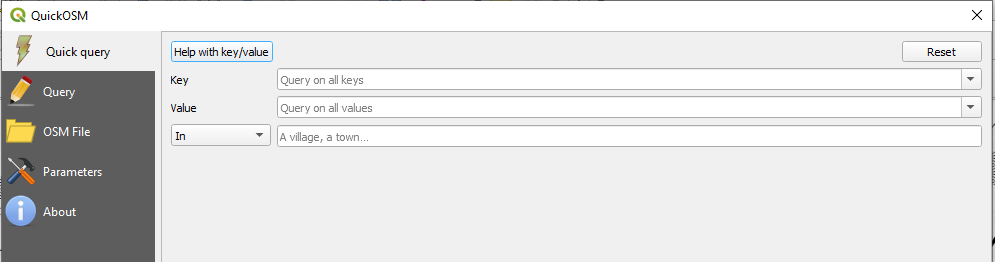 QuickOSM
Quick query
Help with key/value
Reset
Key
Query on all keys
Query
Value
Query on all values
OSM File
In
A village, a town...
Parameters
About